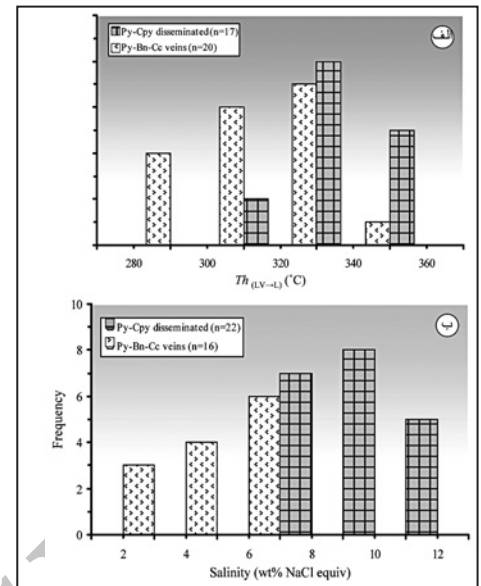 الف
Py-Cpy disseminated (n=17)
Py-Bn-Cc veins (n=20)
280 300 320 340 360
Th (LV→L) (˚C)
ب
Py-Cpy disseminated (n=22)
Py-Bn-Cc veins (n=16)
Frequency
10
8
6
4
2
0
2 4 6 8 10 12
Salinity (wt% NaCl equiv)